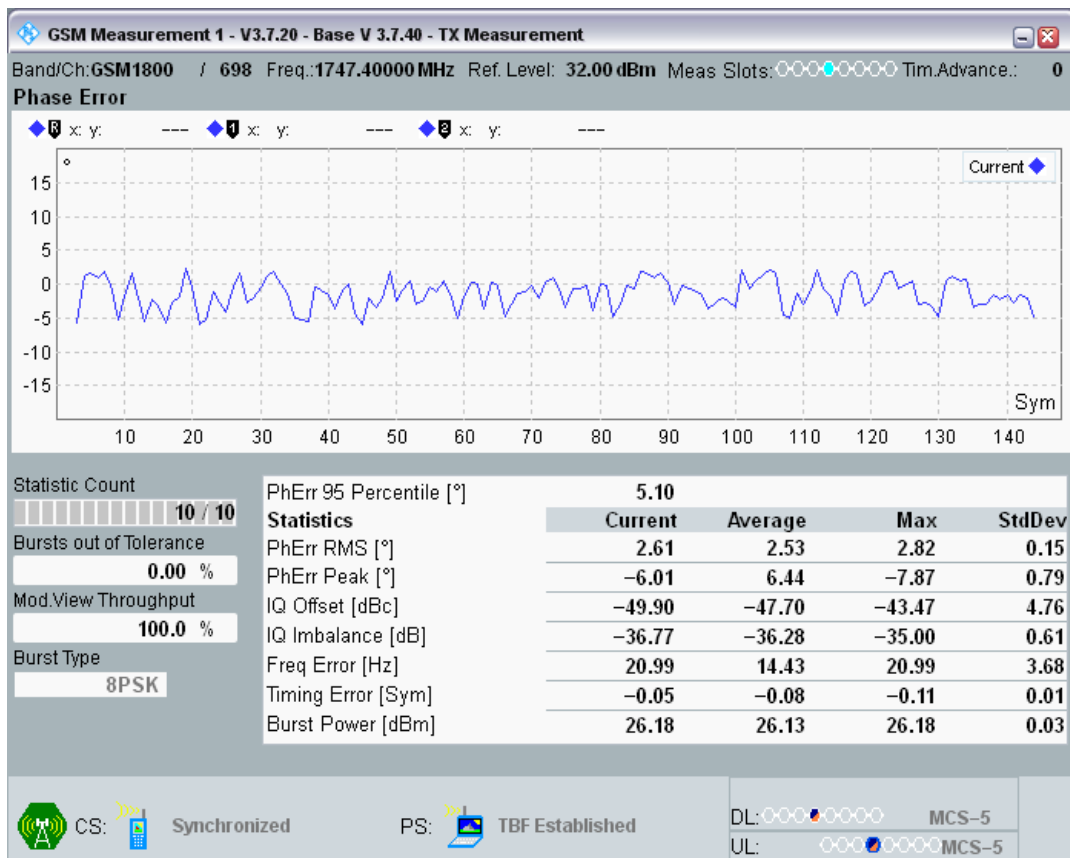 GSM Measurement 1 - V3.7.20 - Base V 3.7.40 - TX Measurement
Band/Ch:GSM1800 / 698 Freq.:1747.40000 MHz Ref. Level: 32.00 dBm Meas Slots: Tim.Advance.: 0
Phase Error
R x: y: --- 1 x: y: --- 2 x: y: ---
°
Current
15
10
5
0
-5
-10
-15
Sym
10 20 30 40 50 60 70 80 90 100 110 120 130 140
Statistic Count
10 / 10
Bursts out of Tolerance
0.00 %
Mod.View Throughput
100.0 %
Burst Type
8PSK
PhErr 95 Percentile [°] 5.10
Statistics Current Average Max StdDev
PhErr RMS [°] 2.61 2.53 2.82 0.15
PhErr Peak [°] −6.01 6.44 −7.87 0.79
IQ Offset [dBc] −49.90 −47.70 −43.47 4.76
IQ Imbalance [dB] −36.77 −36.28 −35.00 0.61
Freq Error [Hz] 20.99 14.43 20.99 3.68
Timing Error [Sym] −0.05 −0.08 −0.11 0.01
Burst Power [dBm] 26.18 26.13 26.18 0.03
CS: Synchronized PS: TBF Established
DL: MCS−5
UL: MCS−5